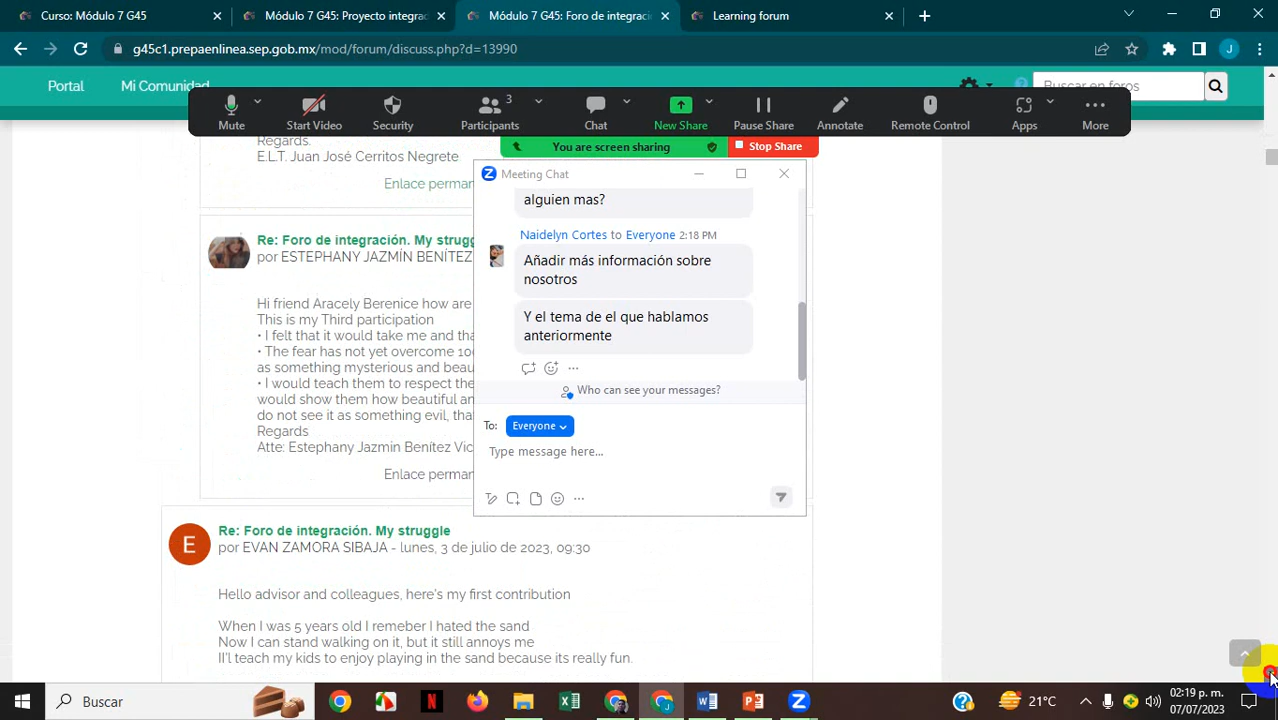 Curso: Módulo 7 G45
Módulo 7 G45: Proyecto integra
Módulo 7 G45: Foro de integraci
Learning forum
g45c1.prepaenlinea.sep.gob.mx/mod/forum/discuss.php?d=13990
J
Portal
Mi Comunidad
Buscar en foros
3
Mute
Start Video
Security
Participants
Chat
New Share
Pause Share
Annotate
Remote Control
Apps
More
You are screen sharing
Stop Share
Regards.
E.L.T. Juan José Cerritos Negrete
Enlace perma
Meeting Chat
alguien mas?
Naidelyn Cortes to Everyone 2:18 PM
Añadir más información sobre
nosotros
Y el tema de el que hablamos
anteriormente
Who can see your messages?
To: Everyone
Type message here...
Re: Foro de integración. My strugg
por ESTEPHANY JAZMÍN BENÍTEZ
Hi friend Aracely Berenice how are
This is my Third participation
• I felt that it would take me and tha
• The fear has not yet overcome 10
as something mysterious and beau
• I would teach them to respect the
would show them how beautiful an
do not see it as something evil, tha
Regards
Atte: Estephany Jazmin Benítez Vic
Enlace perma
E
Re: Foro de integración. My struggle
por EVAN ZAMORA SIBAJA - lunes, 3 de julio de 2023, 09:30
Hello advisor and colleagues, here's my first contribution
When I was 5 years old I remeber I hated the sand
Now I can stand walking on it, but it still annoys me
II'l teach my kids to enjoy playing in the sand because its really fun.
Buscar
21°C
02:19 p. m.
07/07/2023